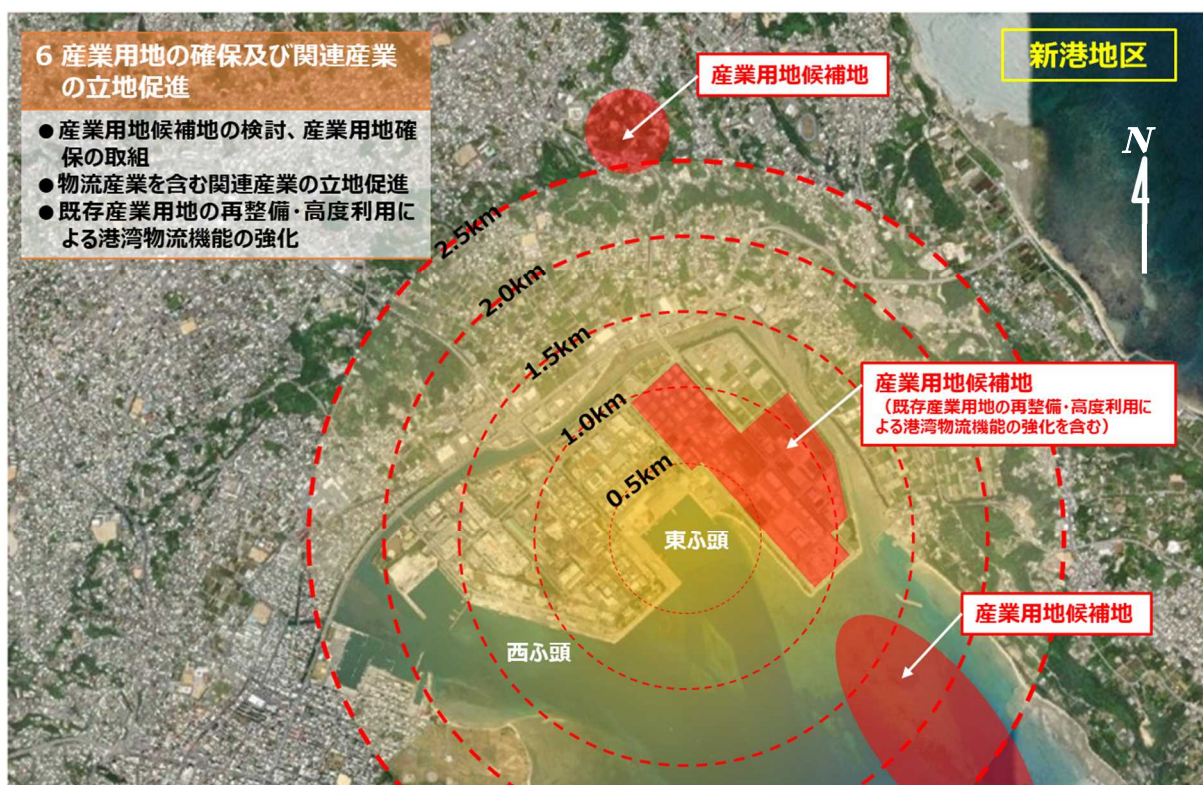 6 産業用地の確保及び関連産業
の立地促進
●産業用地候補地の検討、産業用地確
保の取組
●物流産業を含む関連産業の立地促進
●既存産業用地の再整備・高度利用に
よる港湾物流機能の強化
産業用地候補地
新港地区
N
2.5km
2.0km
1.5km
1.0km
0.5km
産業用地候補地
（既存産業用地の再整備・高度利用に
よる港湾物流機能の強化を含む）
東ふ頭
産業用地候補地
西ふ頭